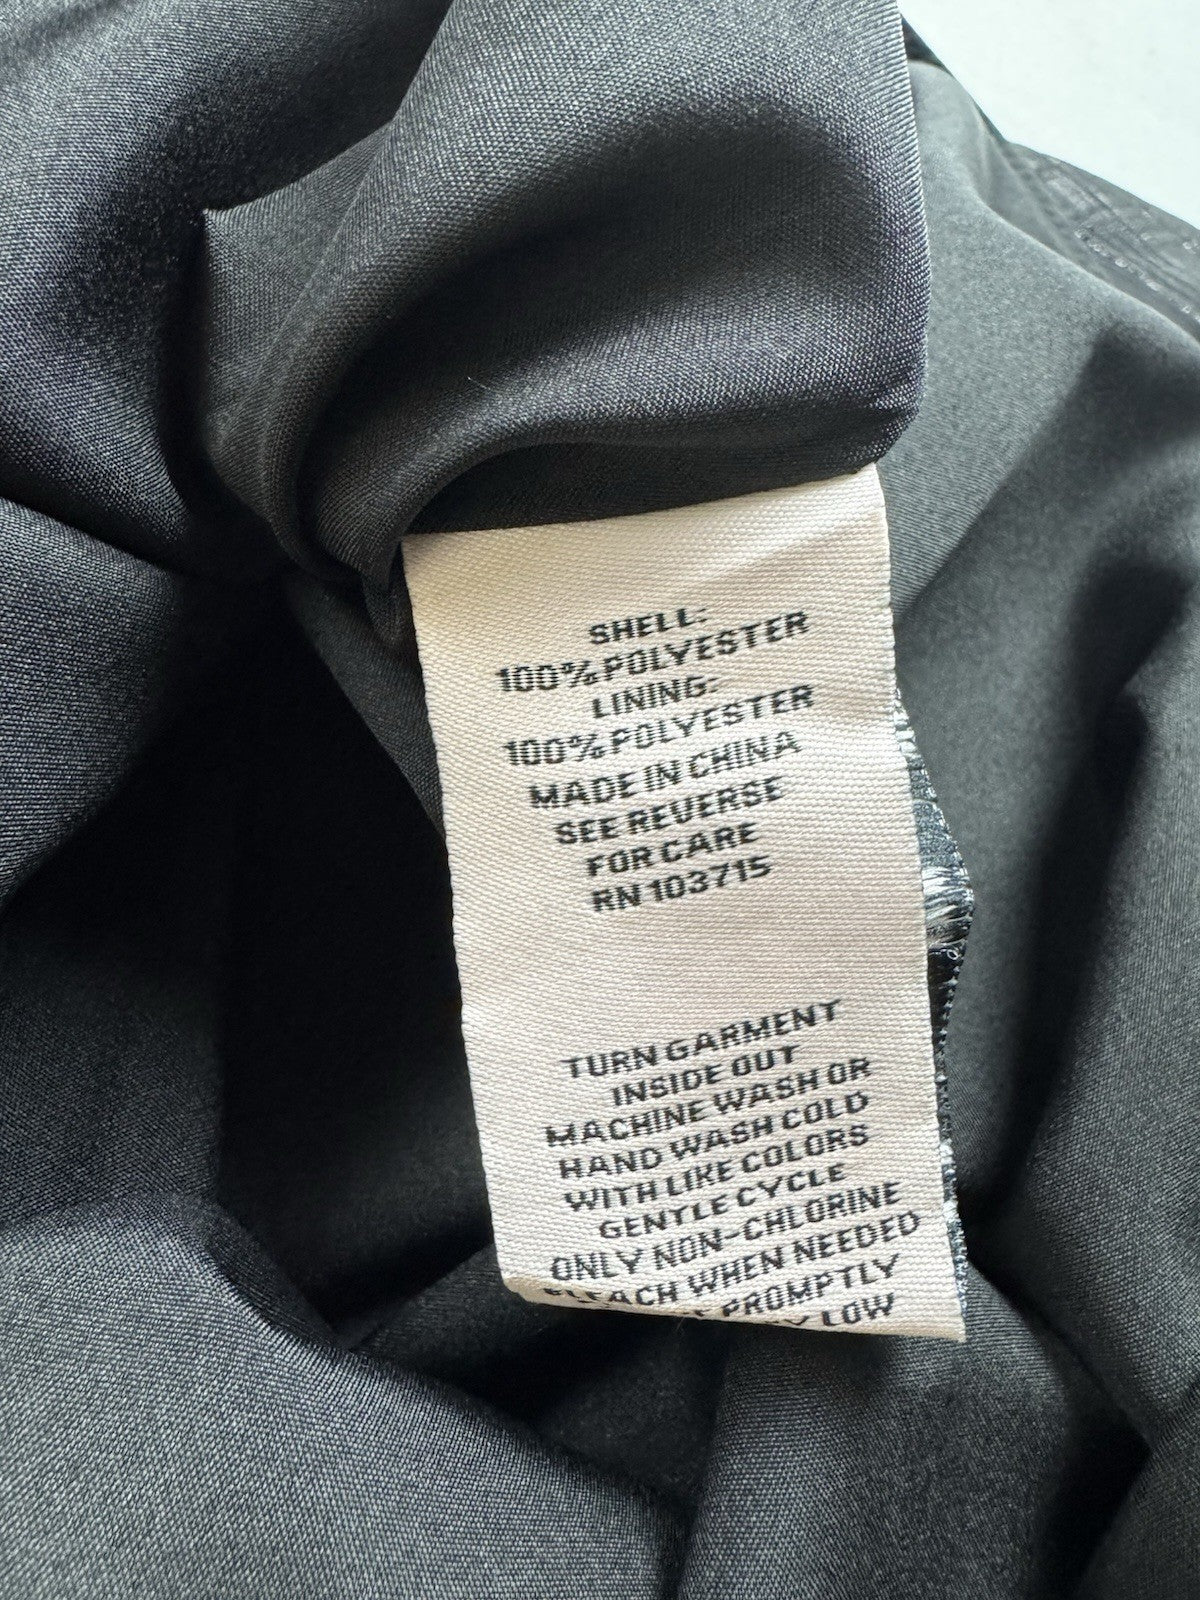 SHELL:
100% POLYESTER
LINING:
100% POLYESTER
MADE IN CHINA
SEE REVERSE
FOR CARE
RN 103715
TURN GARMENT
INSIDE OUT
MACHINE WASH OR
HAND WASH COLD
WITH LIKE COLORS
GENTLE CYCLE
ONLY NON-CHLORINE
BLEACH WHEN NEEDED
PROMPTLY
LOW